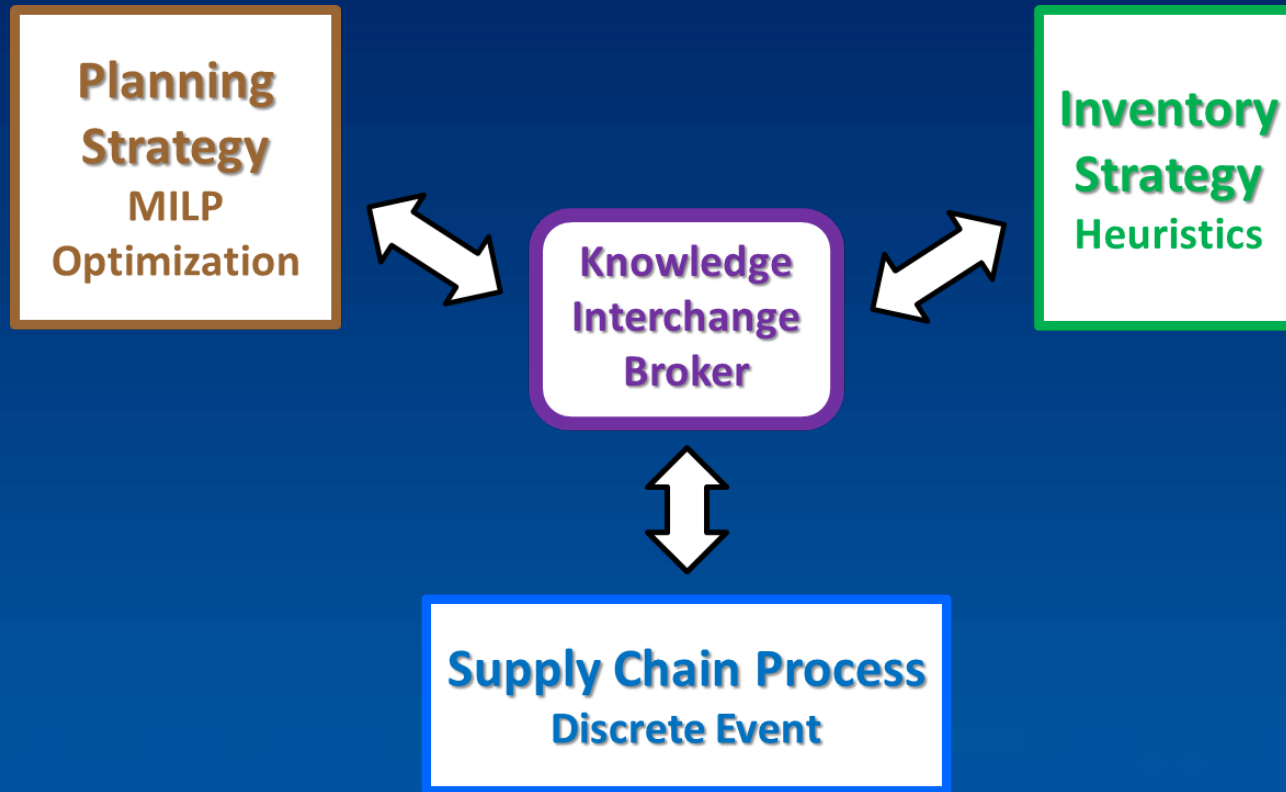 Planning
Strategy
MILP
Optimization
Inventory
Strategy
Heuristics
Knowledge
Interchange
Broker
Supply Chain Process
Discrete Event